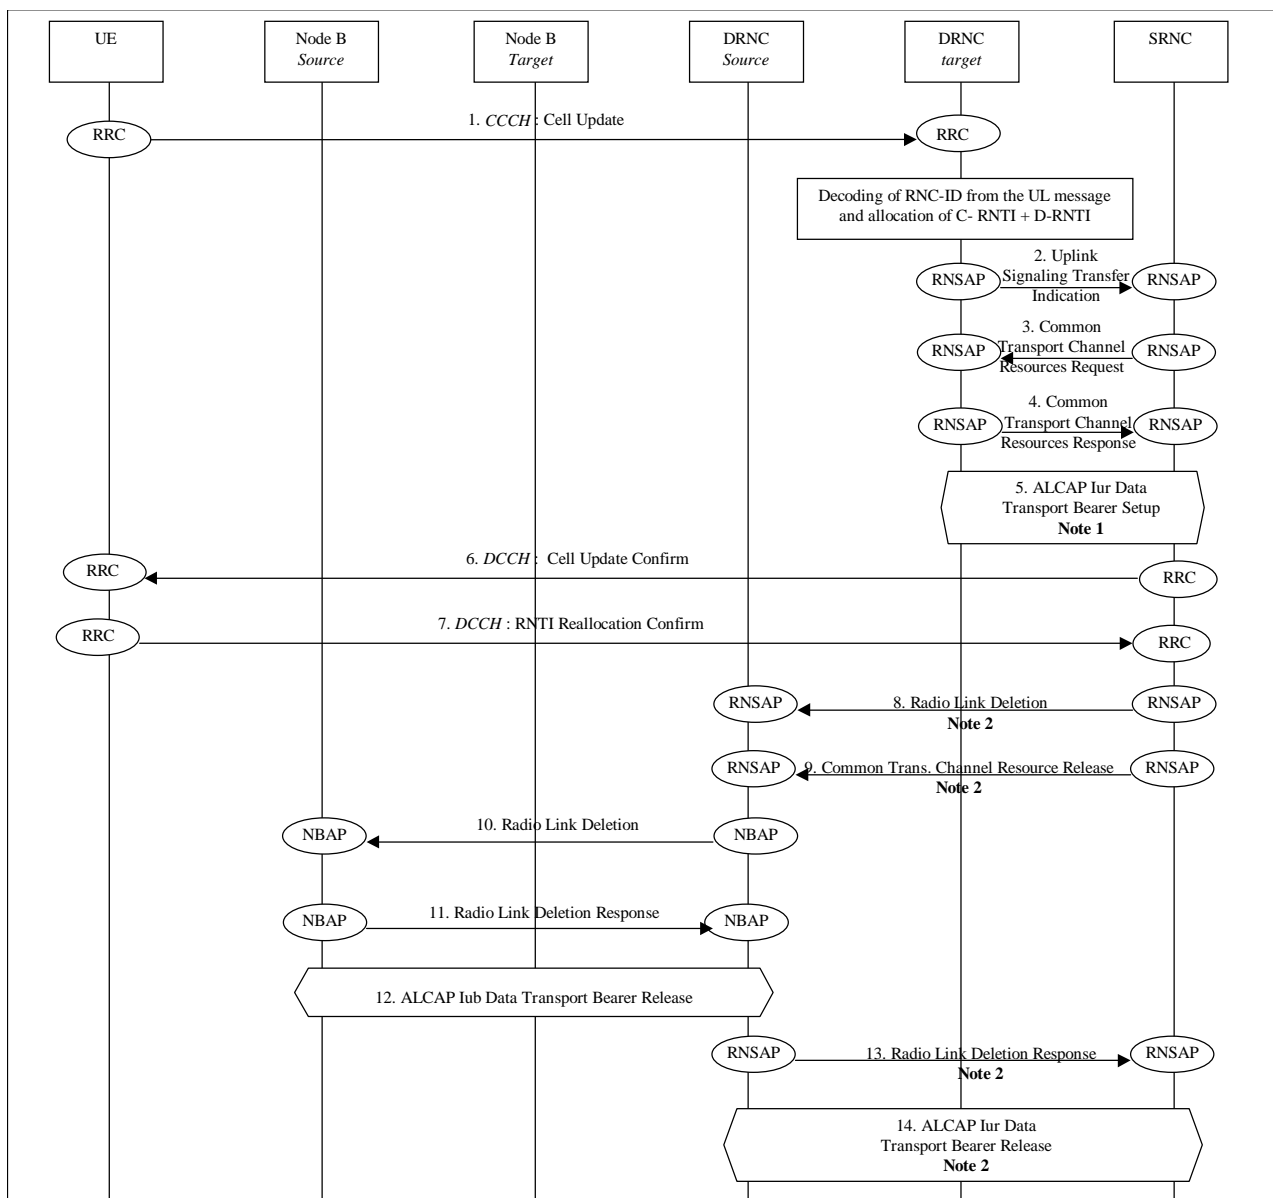 UE
Node B
Source
Node B
Target
DRNC
Source
DRNC
target
SRNC
1. CCCH : Cell Update
RRC
RRC
Decoding of RNC-ID from the UL message
and allocation of C- RNTI + D-RNTI
2. Uplink
Signaling Transfer
Indication
RNSAP
RNSAP
3. Common
Transport Channel
Resources Request
RNSAP
RNSAP
4. Common
Transport Channel
Resources Response
RNSAP
RNSAP
5. ALCAP Iur Data
Transport Bearer Setup
Note 1
6. DCCH : Cell Update Confirm
RRC
RRC
7. DCCH : RNTI Reallocation Confirm
RRC
RRC
RNSAP
8. Radio Link Deletion
Note 2
RNSAP
RNSAP
9. Common Trans. Channel Resource Release
Note 2
RNSAP
10. Radio Link Deletion
NBAP
NBAP
11. Radio Link Deletion Response
NBAP
NBAP
12. ALCAP Iub Data Transport Bearer Release
RNSAP
13. Radio Link Deletion Response
Note 2
RNSAP
14. ALCAP Iur Data
Transport Bearer Release
Note 2